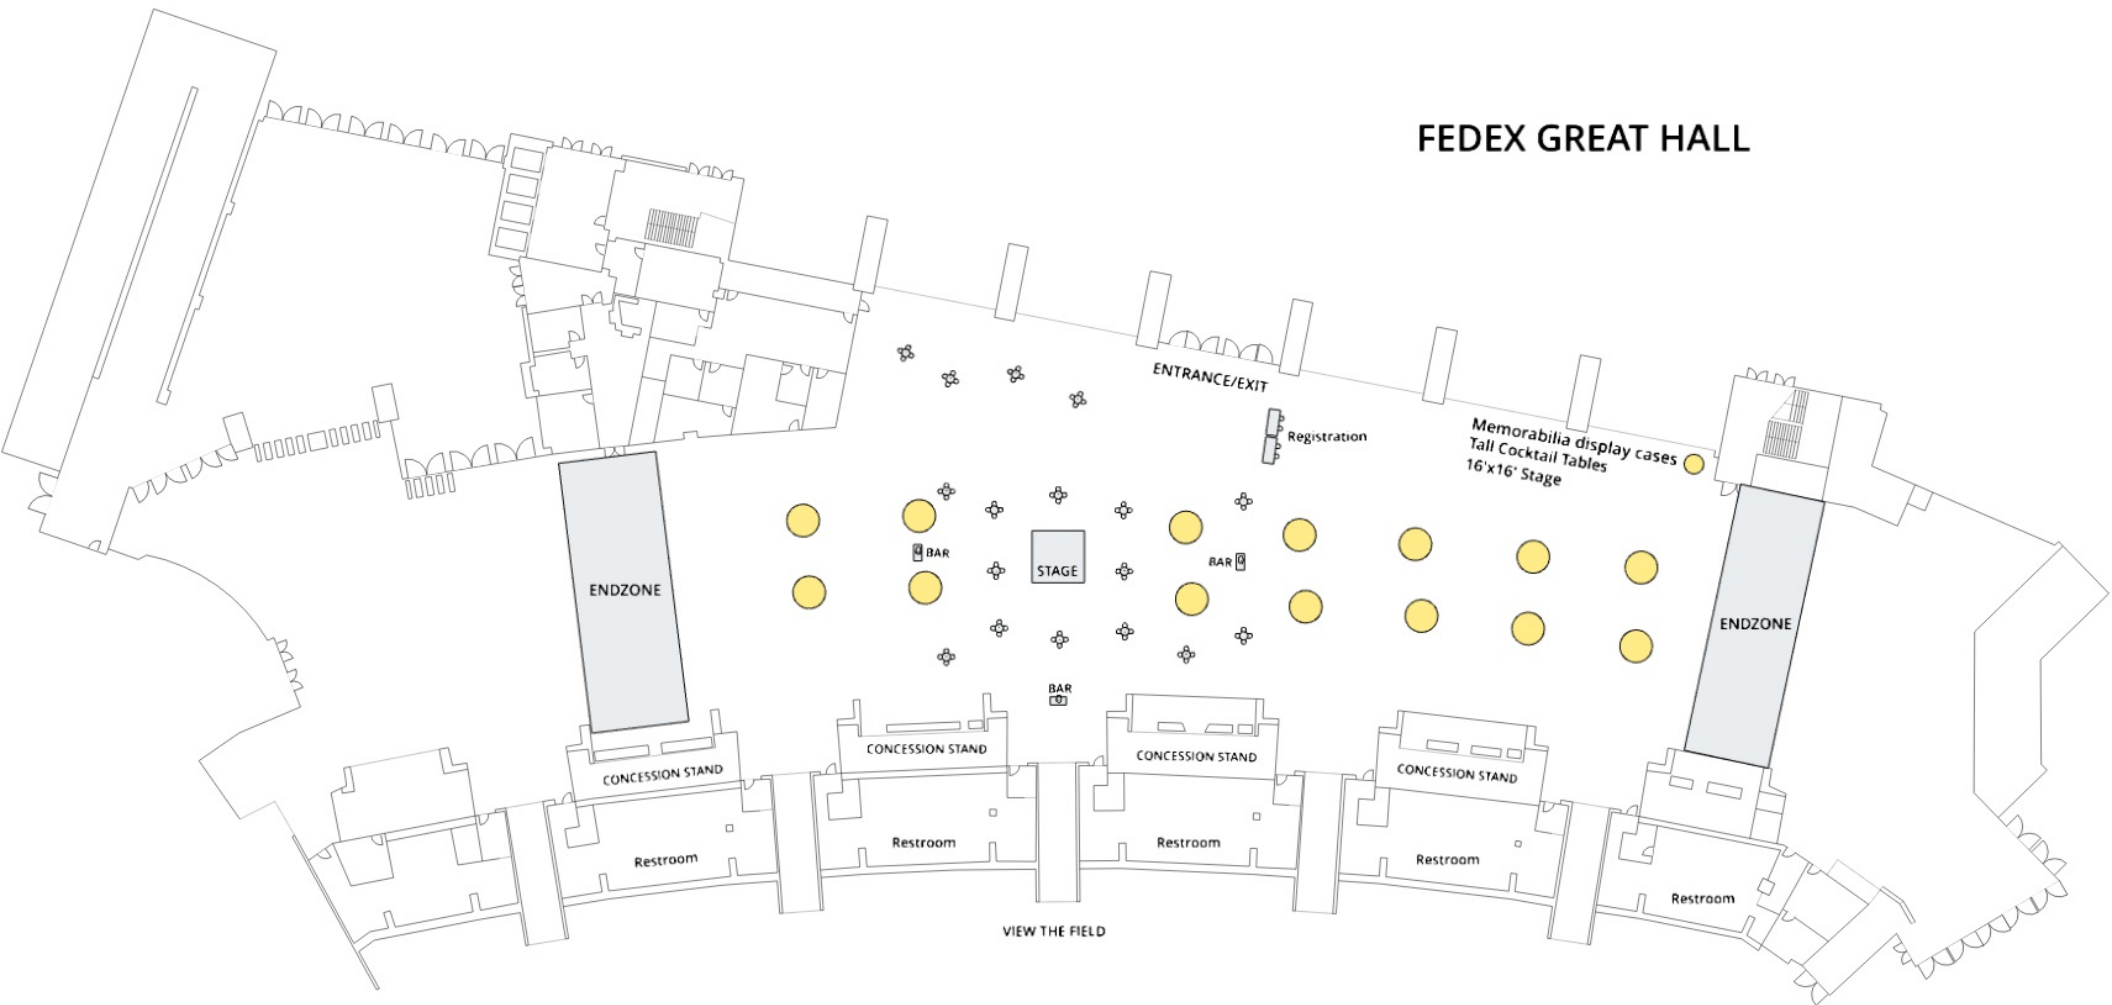 FEDEX GREAT HALL
ENTRANCE/EXIT
Registration
Memorabilia display cases
Tall Cocktail Tables
16'x16' Stage
BAR
BAR
STAGE
ENDZONE
ENDZONE
BAR
CONCESSION STAND
CONCESSION STAND
CONCESSION STAND
CONCESSION STAND
Restroom
Restroom
Restroom
Restroom
Restroom
VIEW THE FIELD